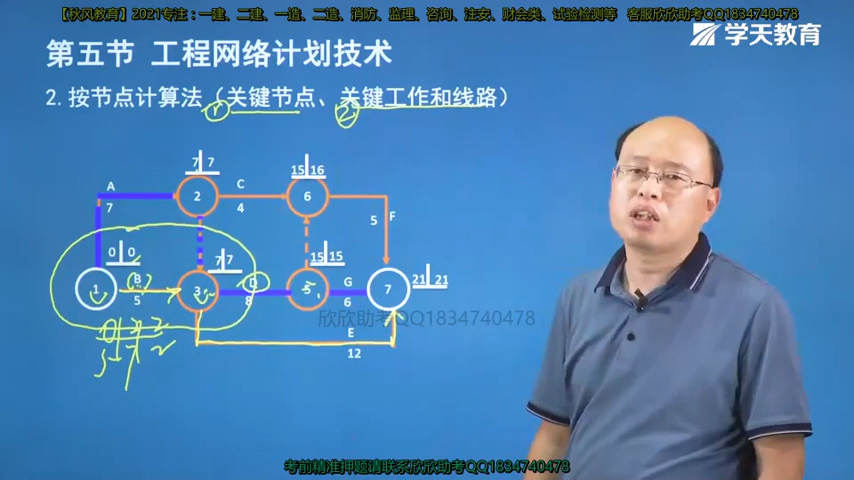 【秋风教育】2021专注：一建、二建、一造、二造、消防、监理、咨询、注安、财会类、试验检测等 客服欣欣助考QQ1834740478
学天教育
第五节 工程网络计划技术
2. 按节点计算法（关键节点、关键工作和线路）
1 2
7 7 15 16
A 2 C 6
7 4 5 F
0 0 7 7 15 15
1 B 3 D 5 G 7 21 21
5 8 6
欣欣助考QQ1834740478
E
12
考前精准押题请联系欣欣助考QQ1834740478